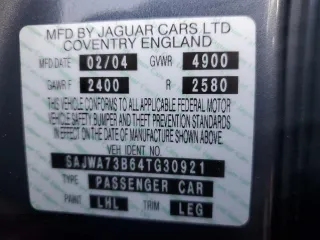 MFD BY JAGUAR CARS LTD
COVENTRY ENGLAND
MFD.DATE 02/04 GVWR 4900
GAWR F 2400 R 2580
THIS VEHICLE CONFORMS TO ALL APPLICABLE FEDERAL MOTOR
VEHICLE SAFETY BUMPER AND THEFT PREVENTION STANDARDS
IN EFFECT ON THE DATE OF MANUFACTURE SHOWN ABOVE.
VEH IDENT NO
SAJWA73B64TG30921
TYPE PASSENGER CAR
PAINT LHL TRIM LEG